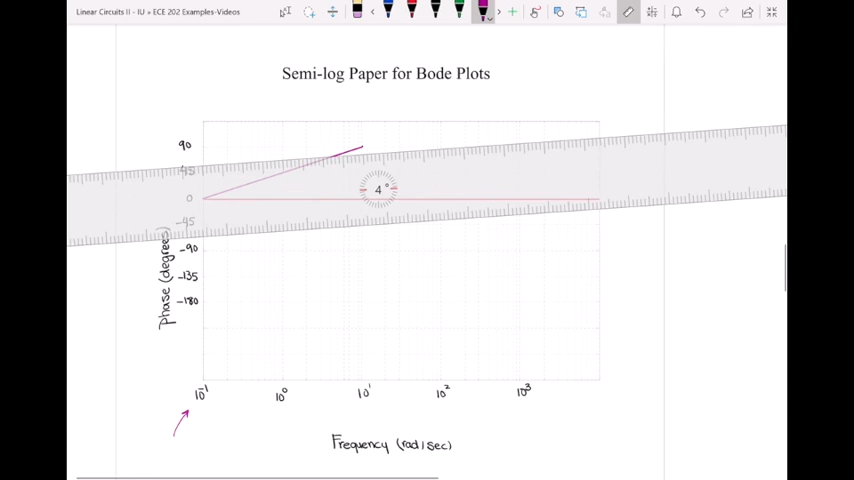 Linear Circuits II - IU » ECE 202 Examples-Videos
Semi-log Paper for Bode Plots
90
45
0
-45
-90
-135
-180
Phase (degrees)
4°
10⁻¹ 10⁰ 10¹ 10² 10³
Frequency (rad/sec)